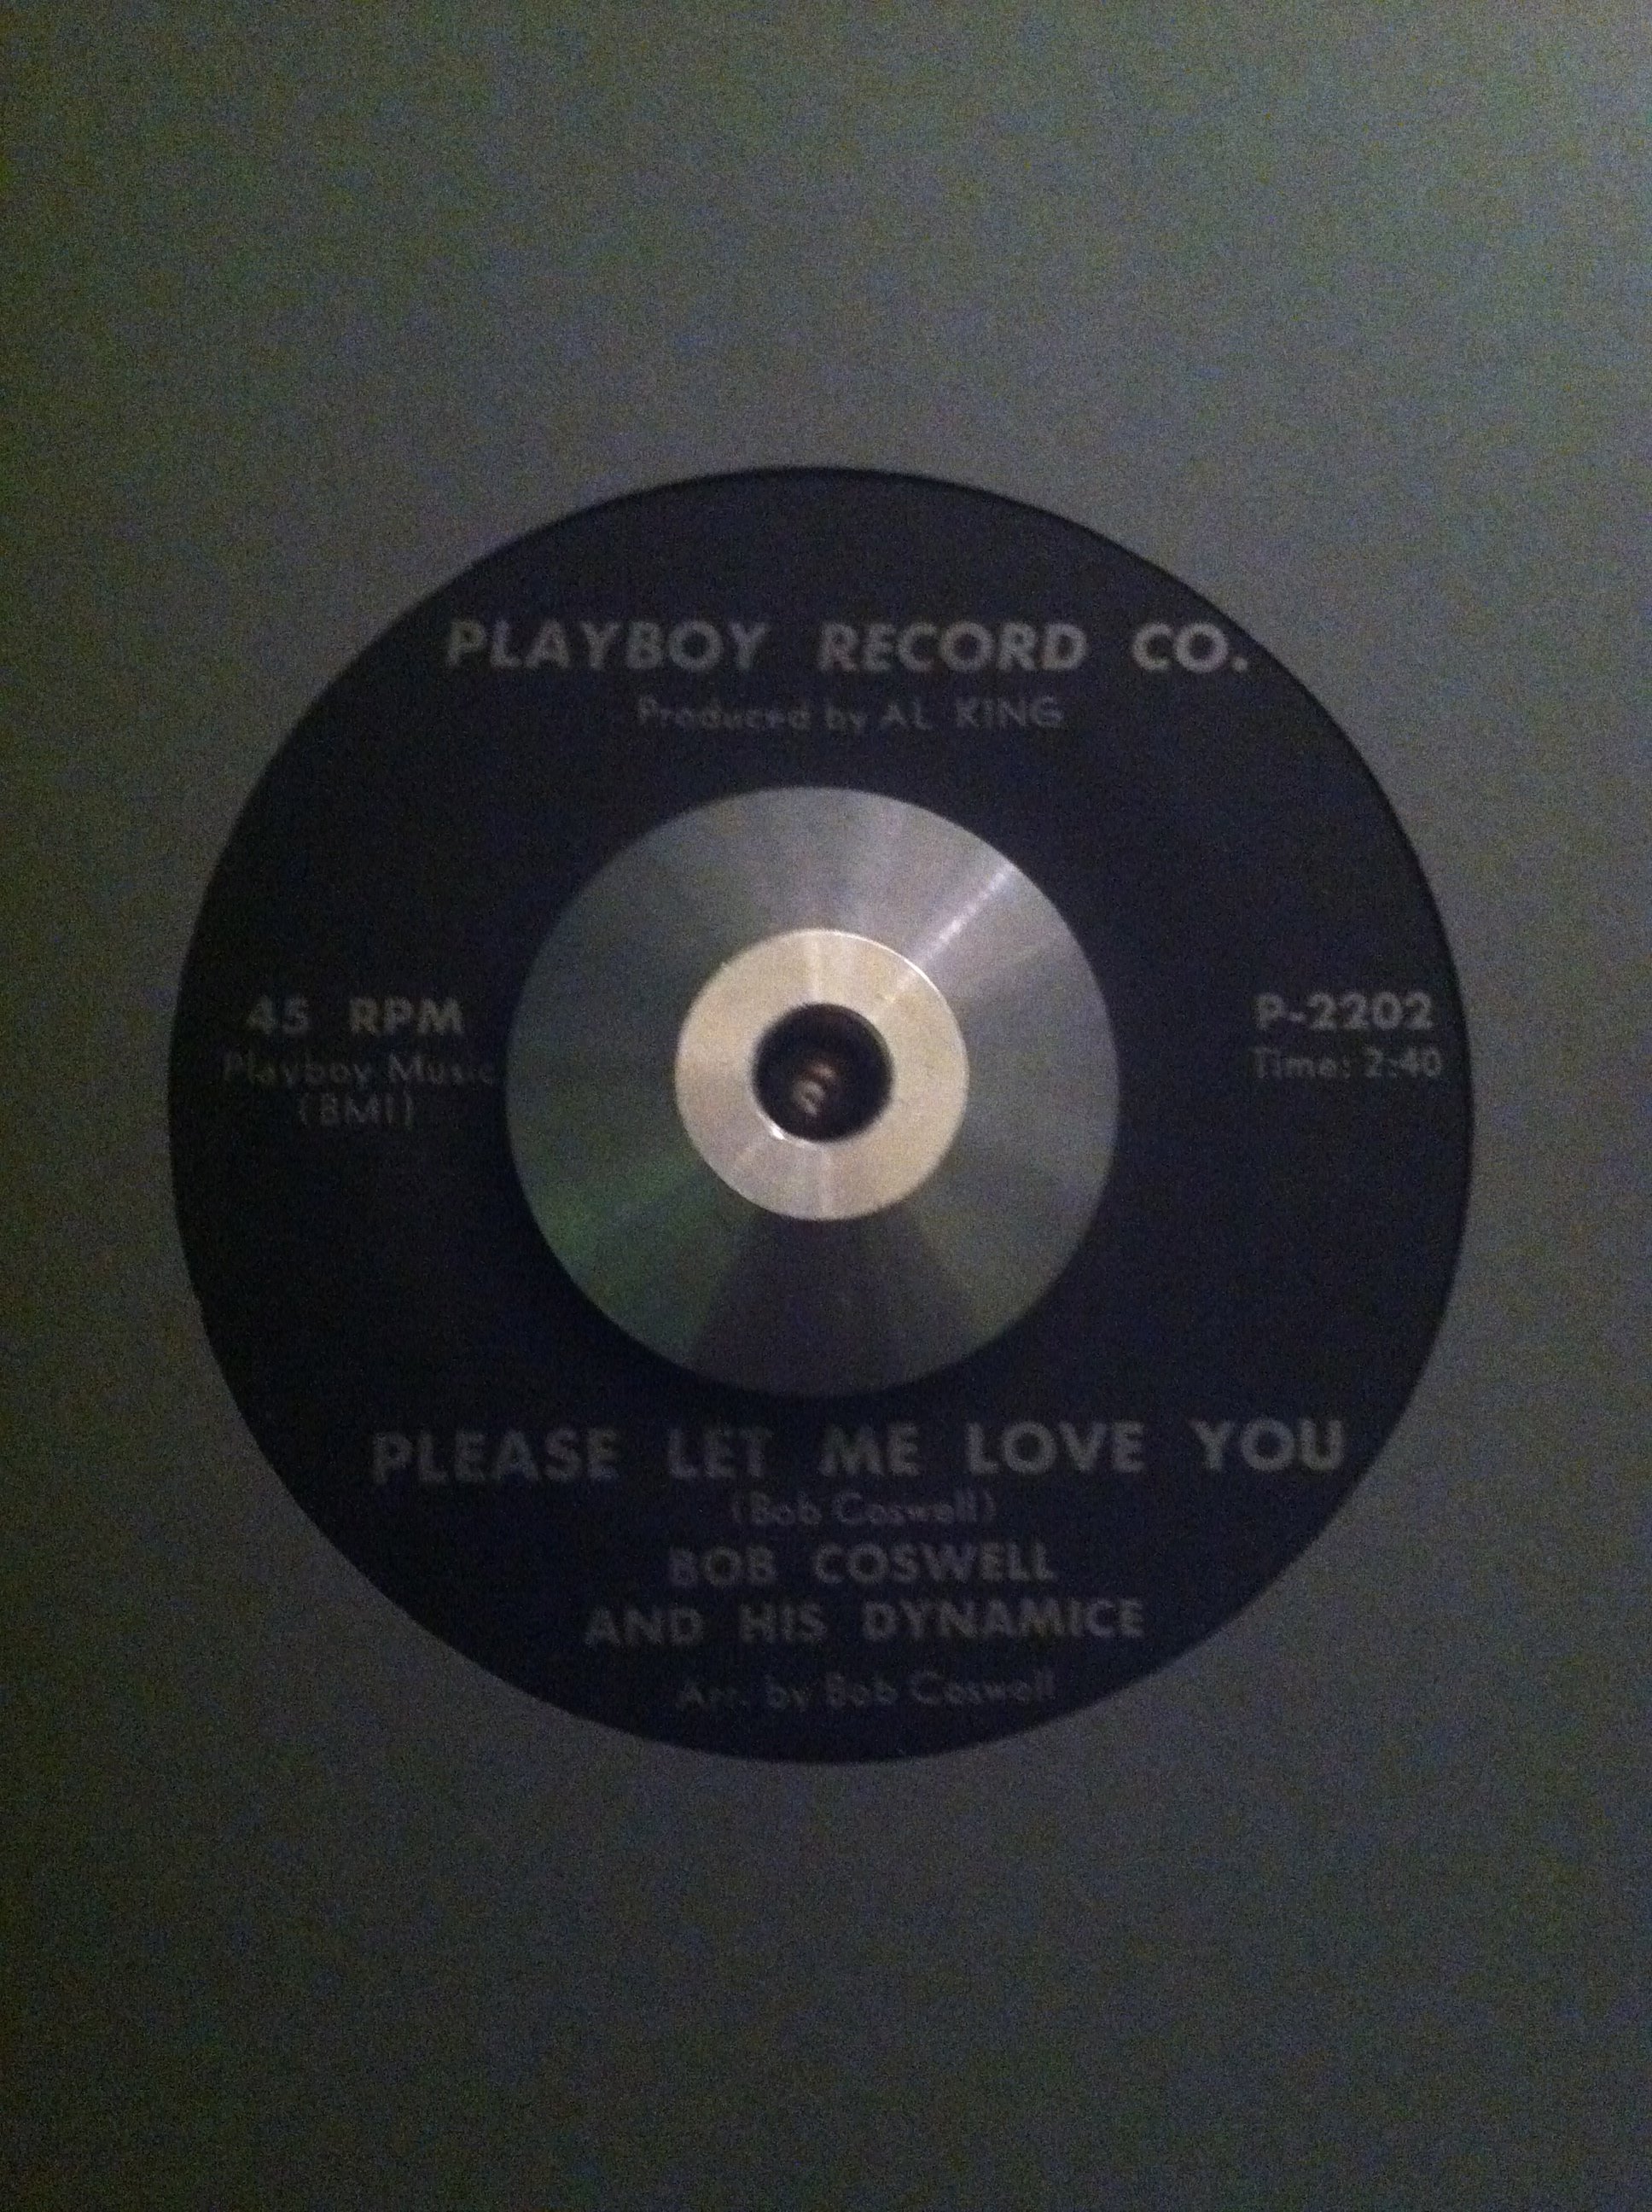 PLAYBOY RECORD CO.
Produced by AL KING
45 RPM
Playboy Music
(BMI)
P-2202
Time: 2:40
PLEASE LET ME LOVE YOU
(Bob Coswell)
BOB COSWELL
AND HIS DYNAMICE
Arr. by Bob Coswell